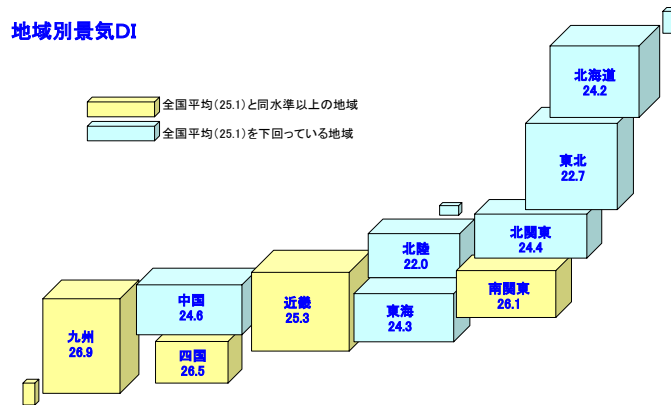 地域別景気DI
全国平均(25.1)と同水準以上の地域
全国平均(25.1)を下回っている地域
北海道
24.2
東北
22.7
北関東
24.4
北陸
22.0
南関東
26.1
東海
24.3
近畿
25.3
中国
24.6
四国
26.5
九州
26.9